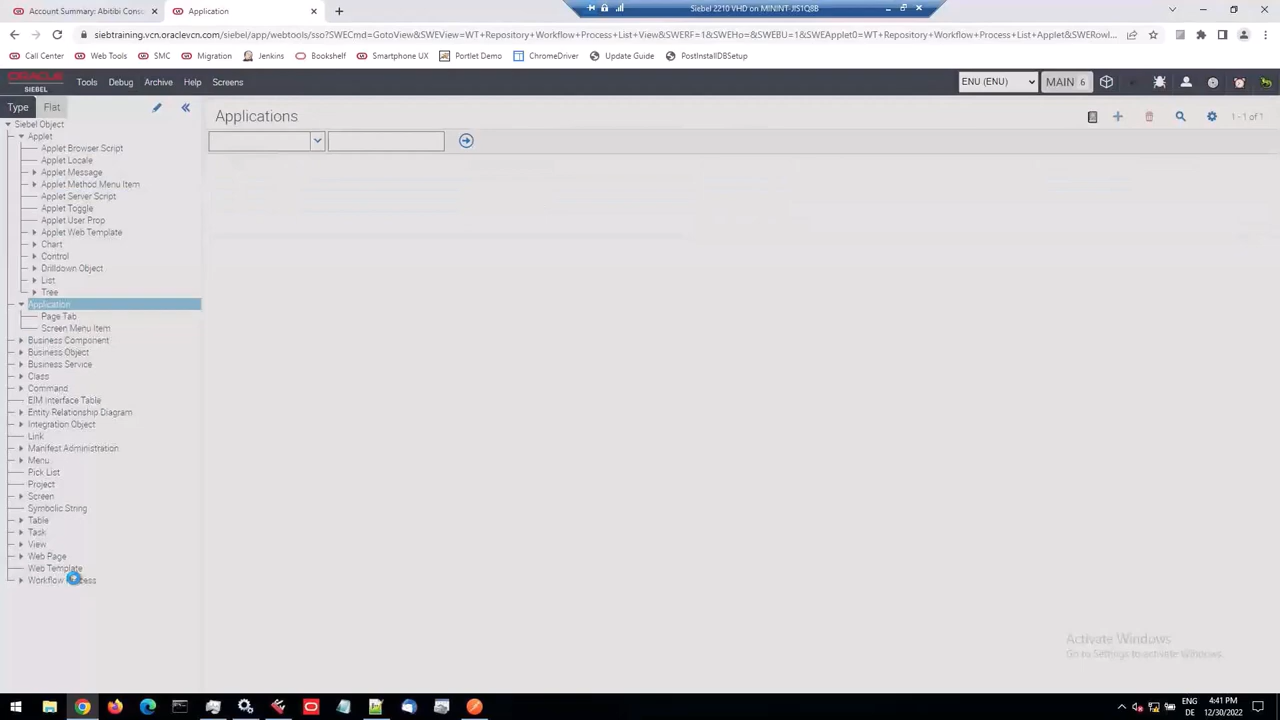 Account Summary: Abitibi Cons
Application
Siebel 2210 VHD on MININT-JIS1Q8B
siebtraining.vcn.oraclevcn.com/siebel/app/webtools/sso?SWECmd=GotoView&SWEView=WT+Repository+Workflow+Process+List+View&SWERF=1&SWEHo=&SWEBU=1&SWEApplet0=WT+Repository+Workflow+Process+List+Applet&SWERowI...
Call Center Web Tools SMC Migration Jenkins Bookshelf Smartphone UX Portlet Demo ChromeDriver Update Guide PostInstallDBSetup
ORACLE
SIEBEL
Tools Debug Archive Help Screens ENU (ENU) MAIN 6
Type Flat
Applications
1 - 1 of 1
Siebel Object
Applet
Applet Browser Script
Applet Locale
Applet Message
Applet Method Menu Item
Applet Server Script
Applet Toggle
Applet User Prop
Applet Web Template
Chart
Control
Drilldown Object
List
Tree
Application
Page Tab
Screen Menu Item
Business Component
Business Object
Business Service
Class
Command
EIM Interface Table
Entity Relationship Diagram
Integration Object
Link
Manifest Administration
Menu
Pick List
Project
Screen
Symbolic String
Table
Task
View
Web Page
Web Template
Workflow
Activate Windows
Go to Settings to activate Windows.
ENG 4:41 PM
DE 12/30/2022